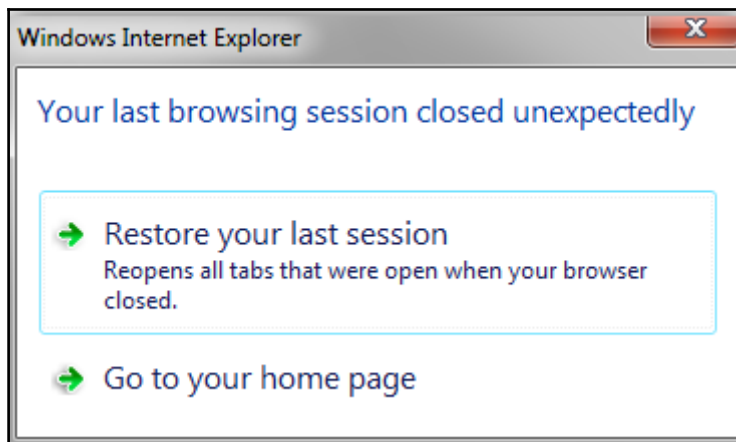 Windows Internet Explorer
Your last browsing session closed unexpectedly
Restore your last session
Reopens all tabs that were open when your browser
closed.
Go to your home page